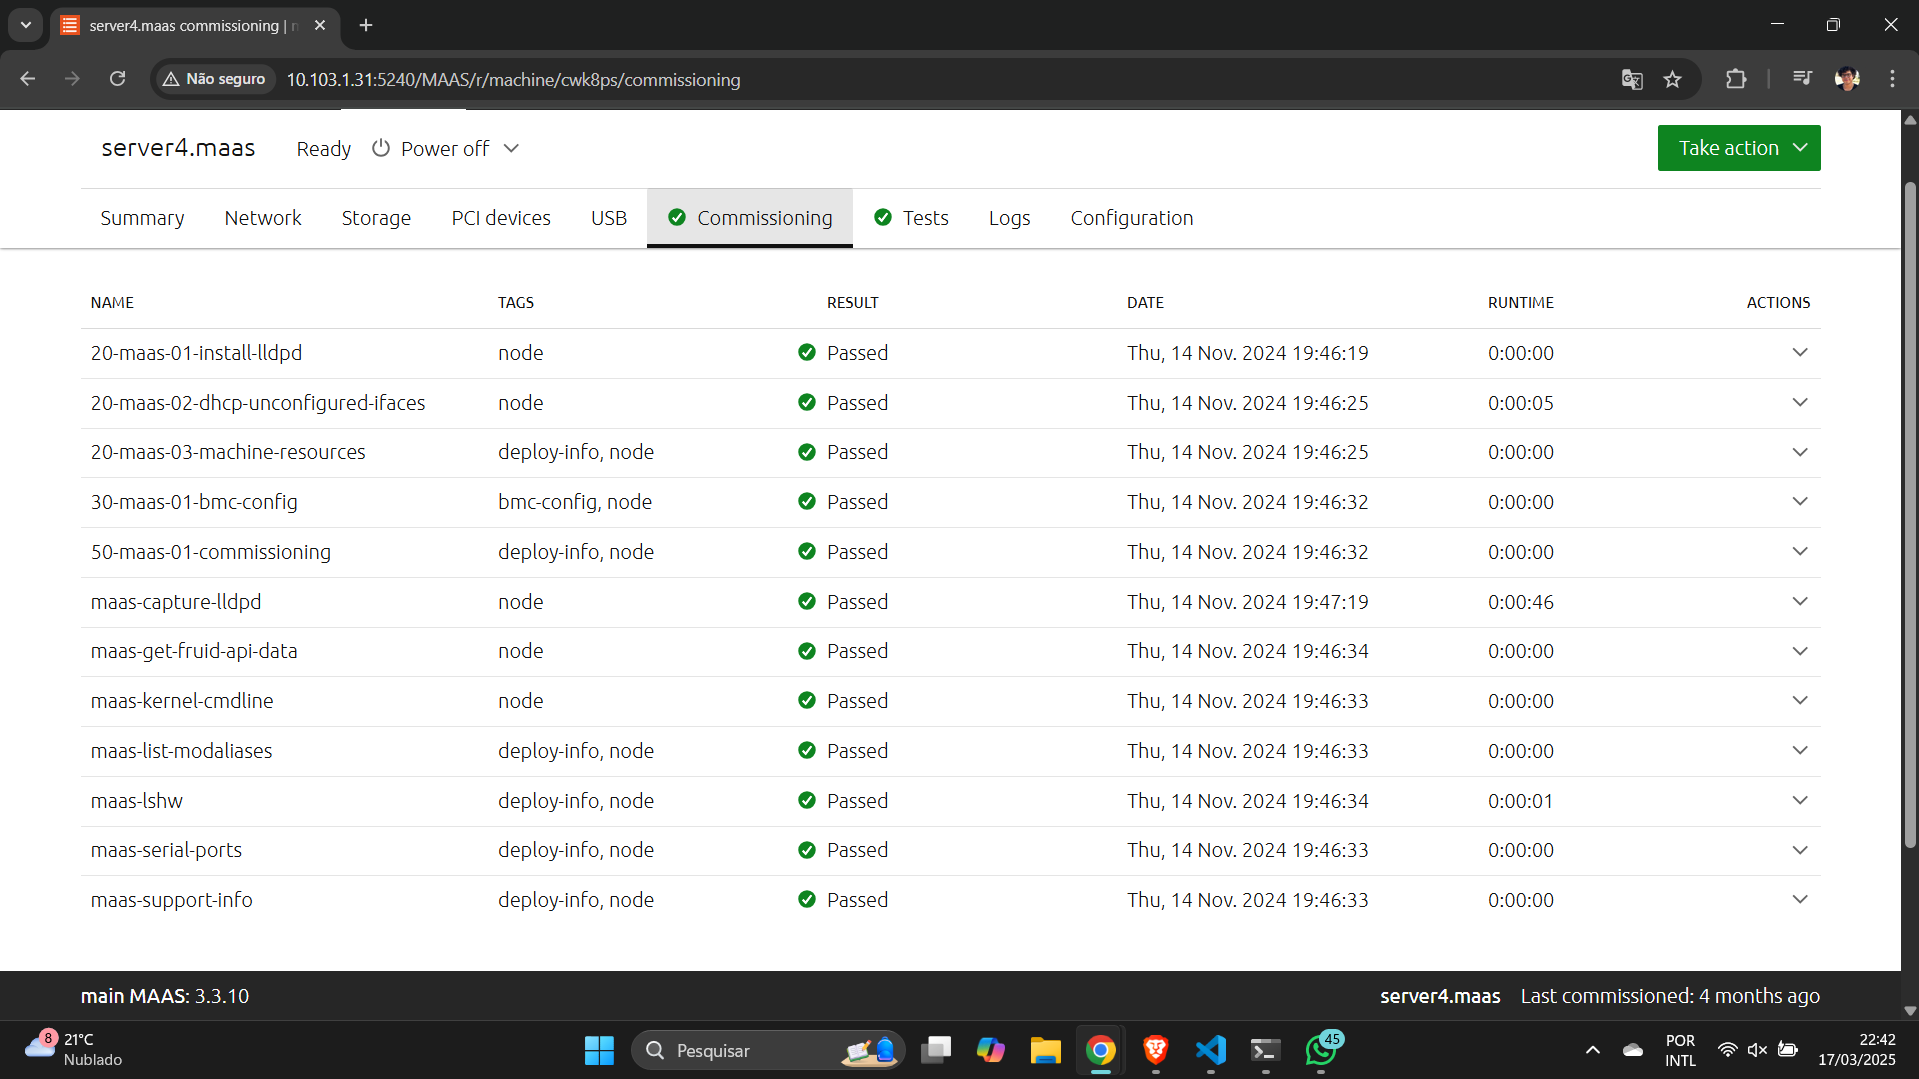 server4.maas commissioning |
Não seguro
10.103.1.31:5240/MAAS/r/machine/cwk8ps/commissioning
server4.maas Ready Power off
Take action
Summary Network Storage PCI devices USB Commissioning Tests Logs Configuration
NAME TAGS RESULT DATE RUNTIME ACTIONS
20-maas-01-install-lldpd node Passed Thu, 14 Nov. 2024 19:46:19 0:00:00
20-maas-02-dhcp-unconfigured-ifaces node Passed Thu, 14 Nov. 2024 19:46:25 0:00:05
20-maas-03-machine-resources deploy-info, node Passed Thu, 14 Nov. 2024 19:46:25 0:00:00
30-maas-01-bmc-config bmc-config, node Passed Thu, 14 Nov. 2024 19:46:32 0:00:00
50-maas-01-commissioning deploy-info, node Passed Thu, 14 Nov. 2024 19:46:32 0:00:00
maas-capture-lldpd node Passed Thu, 14 Nov. 2024 19:47:19 0:00:46
maas-get-fruid-api-data node Passed Thu, 14 Nov. 2024 19:46:34 0:00:00
maas-kernel-cmdline node Passed Thu, 14 Nov. 2024 19:46:33 0:00:00
maas-list-modaliases deploy-info, node Passed Thu, 14 Nov. 2024 19:46:33 0:00:00
maas-lshw deploy-info, node Passed Thu, 14 Nov. 2024 19:46:34 0:00:01
maas-serial-ports deploy-info, node Passed Thu, 14 Nov. 2024 19:46:33 0:00:00
maas-support-info deploy-info, node Passed Thu, 14 Nov. 2024 19:46:33 0:00:00
main MAAS: 3.3.10
server4.maas Last commissioned: 4 months ago
8
21°C
Nublado
Pesquisar
45
POR
INTL
22:42
17/03/2025